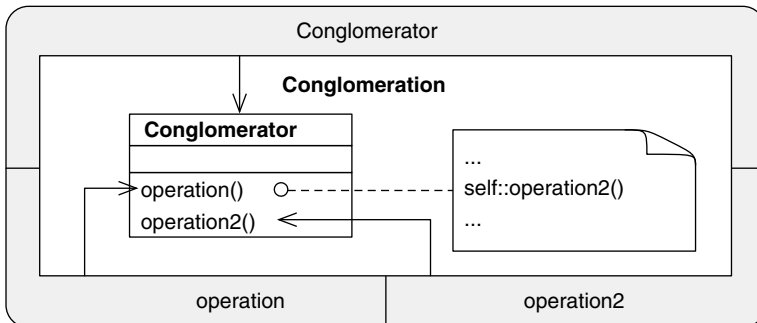 Conglomerator
Conglomeration
Conglomerator
operation()
operation2()
...
self::operation2()
...
operation
operation2